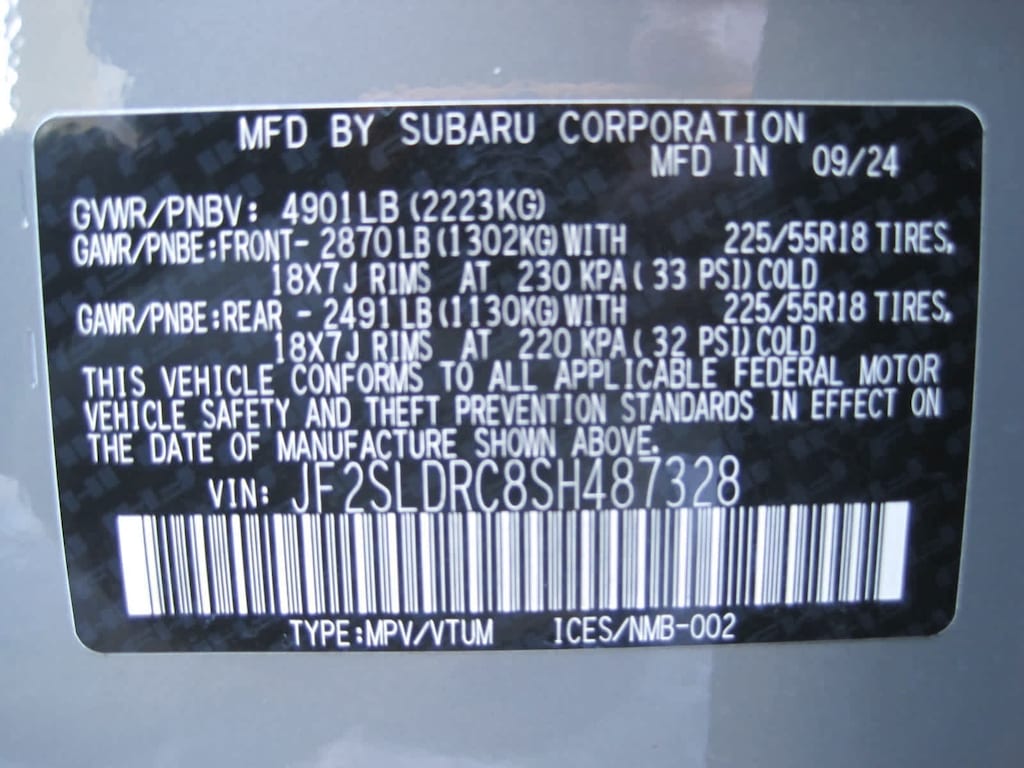 MFD BY SUBARU CORPORATION
MFD IN 09/24
GVWR/PNBV: 4901LB (2223KG)
GAWR/PNBE:FRONT- 2870LB(1302KG)WITH 225/55R18 TIRES,
18X7J RIMS AT 230 KPA( 33 PSI)COLD
GAWR/PNBE:REAR - 2491LB(1130KG)WITH 225/55R18 TIRES,
18X7J RIMS AT 220 KPA( 32 PSI)COLD
THIS VEHICLE CONFORMS TO ALL APPLICABLE FEDERAL MOTOR
VEHICLE SAFETY AND THEFT PREVENTION STANDARDS IN EFFECT ON
THE DATE OF MANUFACTURE SHOWN ABOVE.
VIN: JF2SLDRC8SH487328
TYPE:MPV/VTUM ICES/NMB-002